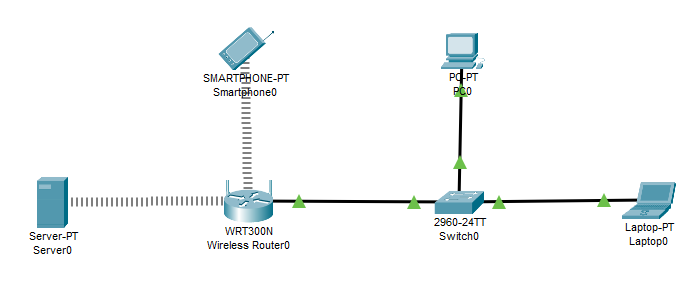 SMARTPHONE-PT
Smartphone0
PC-PT
PC0
Server-PT
Server0
WRT300N
Wireless Router0
2960-24TT
Switch0
Laptop-PT
Laptop0